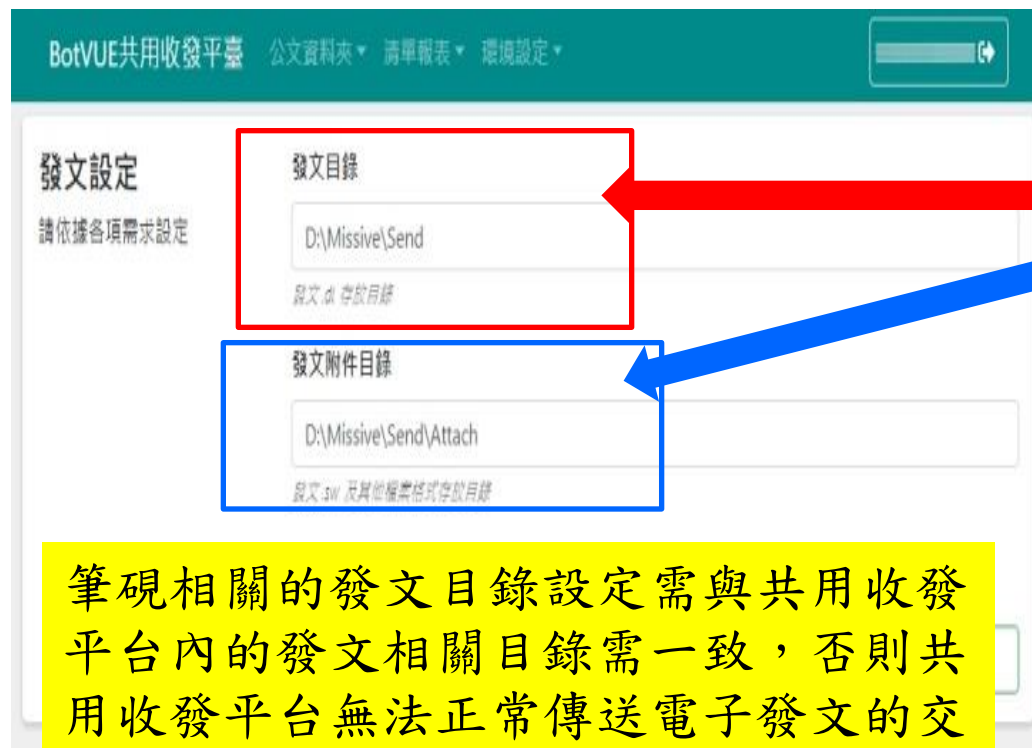 BotVUE共用收發平臺 公文資料夾 清單報表 環境設定
發文設定
請依據各項需求設定
發文目錄
D:\Missive\Send
發文.di 存放目錄
發文附件目錄
D:\Missive\Send\Attach
發文.sw 及其他檔案格式存放目錄
筆硯相關的發文目錄設定需與共用收發
平台內的發文相關目錄需一致，否則共
用收發平台無法正常傳送電子發文的交